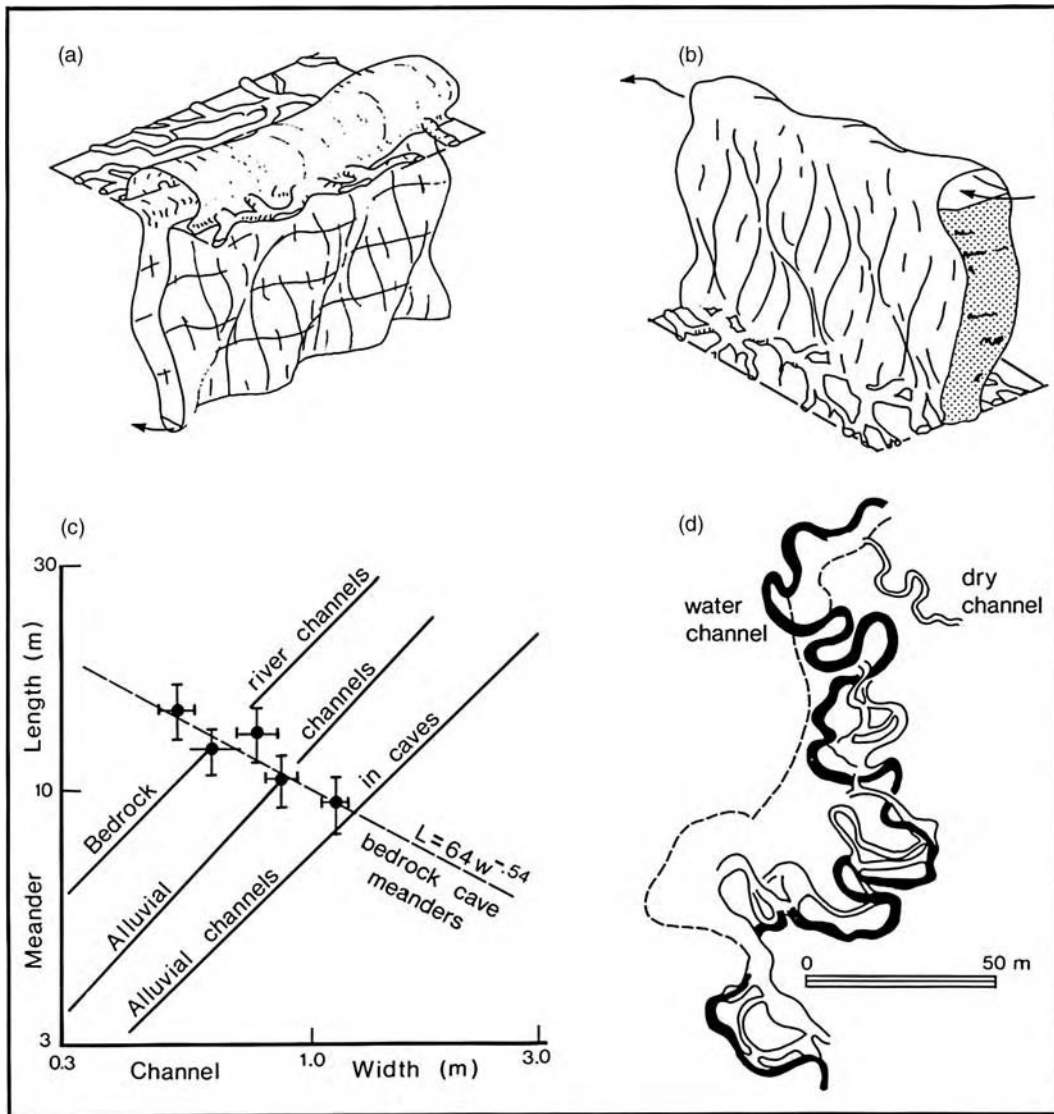 (a)
(b)
(c)
30
Length (m)
10
Meander
3
0.3
1.0
3.0
Channel Width (m)
Bedrock river channels
Alluvial channels
Alluvial channels in caves
L=64w^-.54
bedrock cave
meanders
(d)
water
channel
dry
channel
0 50 m